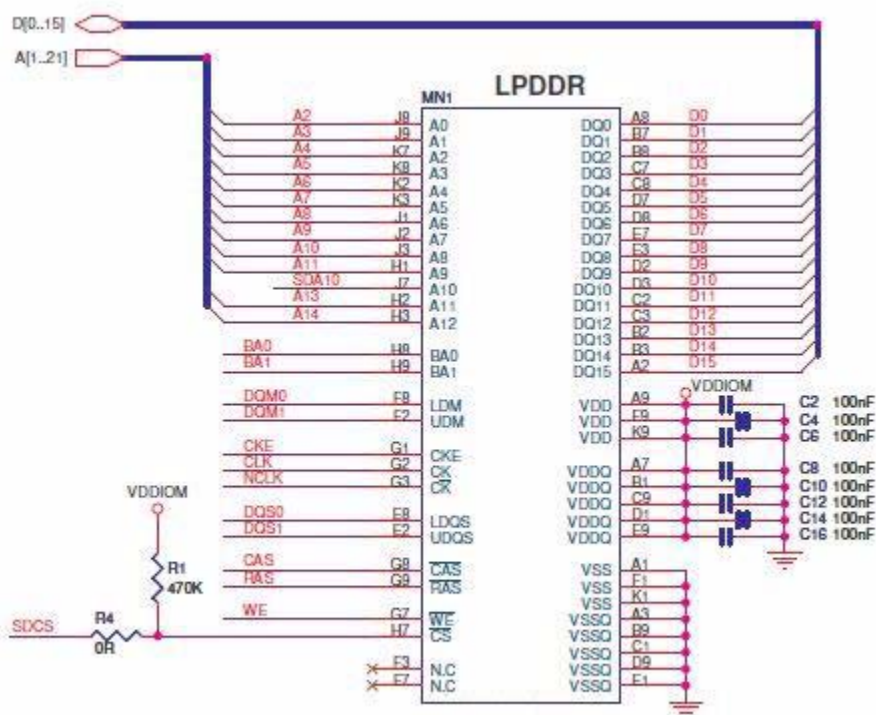 D[0..15]
A[1..21]
LPDDR
MN1
A2 J8 A0 DQ0 A8 D0
A3 J9 A1 DQ1 B7 D1
A4 K7 A2 DQ2 B8 D2
A5 K8 A3 DQ3 C7 D3
A6 K2 A4 DQ4 C8 D4
A7 K3 A5 DQ5 D7 D5
A8 J1 A6 DQ6 D8 D6
A9 J2 A7 DQ7 E7 D7
A10 J3 A8 DQ8 E3 D8
A11 H1 A9 DQ9 D2 D9
SDA10 J7 A10 DQ10 D3 D10
A13 H2 A11 DQ11 C2 D11
A14 H3 A12 DQ12 C3 D12
DQ13 B2 D13
BA0 H8 BA0 DQ14 B3 D14
BA1 H9 BA1 DQ15 A2 D15
VDDIOM
DQM0 F8 LDM VDD A9 C2 100nF
DQM1 F2 UDM VDD F9 C4 100nF
VDD K9 C6 100nF
CKE G1 CKE
CLK G2 CK VDDQ A7 C8 100nF
NCLK G3 CK VDDQ B1 C10 100nF
VDDIOM
VDDQ C9 C12 100nF
DQS0 E8 LDQS VDDQ D1 C14 100nF
DQS1 E2 UDQS VDDQ E9 C16 100nF
CAS G8 CAS VSS A1
R1
RAS G9 RAS VSS F1
470K
VSS K1
WE G7 WE VSSQ A3
R4
SDCS H7 CS VSSQ B9
0R
VSSQ C1
F3 N.C VSSQ D9
F7 N.C VSSQ E1